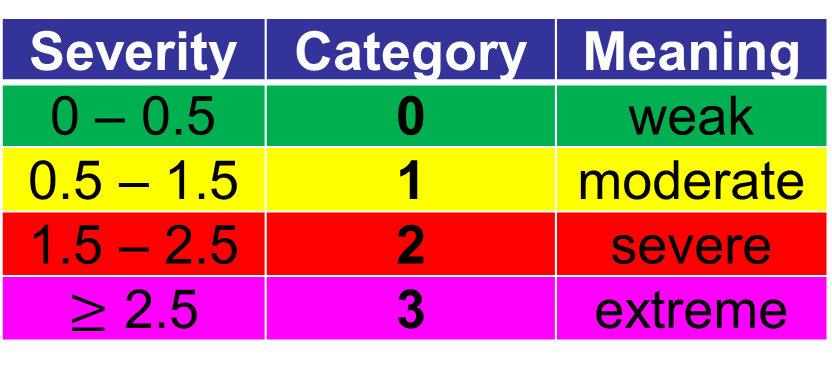 Severity Category Meaning
0 – 0.5 0 weak
0.5 – 1.5 1 moderate
1.5 – 2.5 2 severe
≥ 2.5 3 extreme